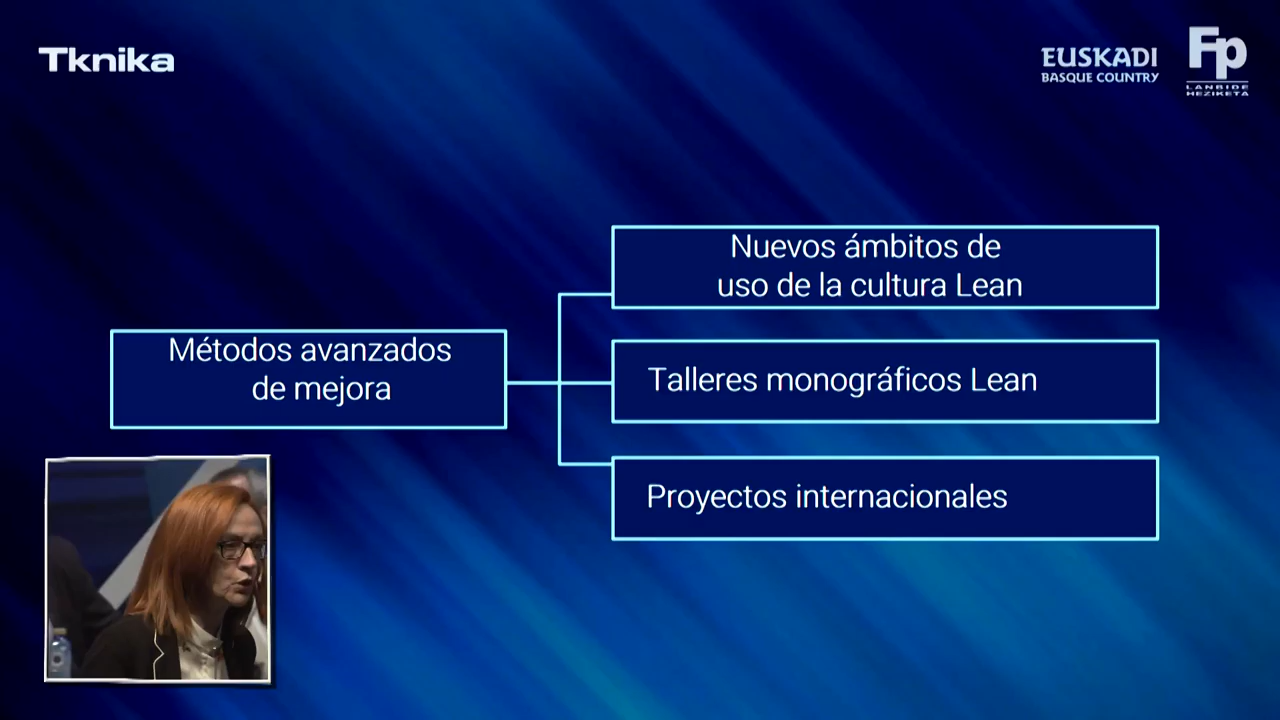 Tknika
EUSKADI
BASQUE COUNTRY
Fp
LANBIDE
HEZIKETA
Métodos avanzados
de mejora
Nuevos ámbitos de
uso de la cultura Lean
Talleres monográficos Lean
Proyectos internacionales